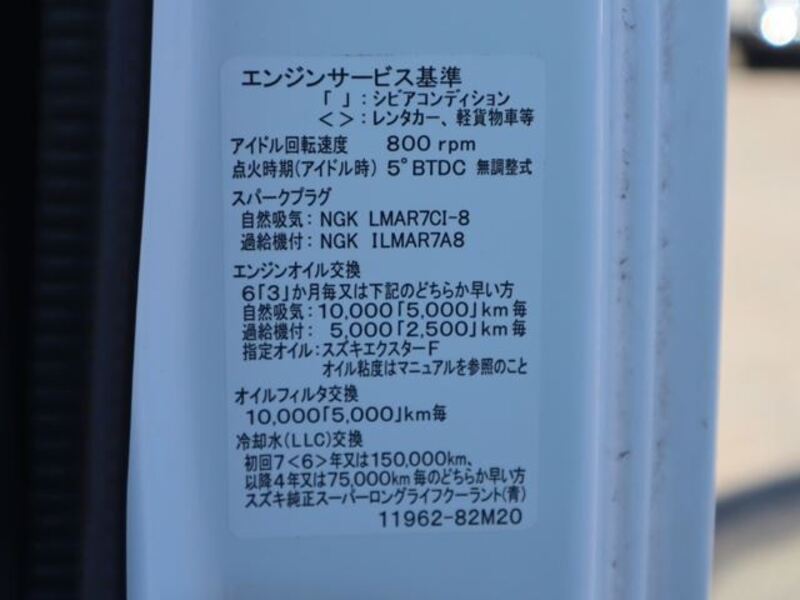 エンジンサービス基準
「 」：シビアコンディション
＜ ＞：レンタカー、軽貨物車等
アイドル回転速度 800 rpm
点火時期(アイドル時) 5°BTDC 無調整式
スパークプラグ
自然吸気：NGK LMAR7CI-8
過給機付：NGK ILMAR7A8
エンジンオイル交換
6「3」か月毎又は下記のどちらか早い方
自然吸気：10,000「5,000」km毎
過給機付： 5,000「2,500」km毎
指定オイル：スズキエクスターF
オイル粘度はマニュアルを参照のこと
オイルフィルタ交換
10,000「5,000」km毎
冷却水(LLC)交換
初回7＜6＞年又は150,000km、
以降4年又は75,000km毎のどちらか早い方
スズキ純正スーパーロングライフクーラント(青)
11962-82M20